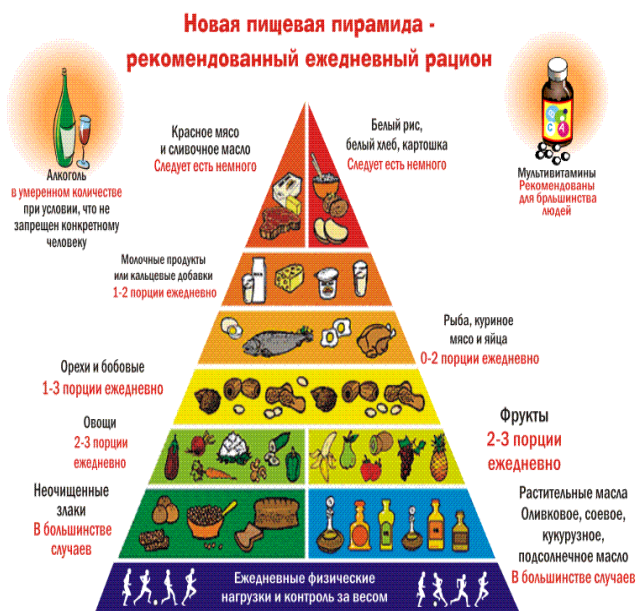 Новая пищевая пирамида -
рекомендованный ежедневный рацион
Алкоголь
в умеренном количестве
при условии, что не
запрещен конкретному
человеку
Красное мясо
и сливочное масло
Следует есть немного
Белый рис,
белый хлеб, картошка
Следует есть немного
Мультивитамины
Рекомендованы
для брльшинства
людей
Молочные продукты
или кальцевые добавки
1-2 порции ежедневно
Рыба, куриное
мясо и яйца
0-2 порции ежедневно
Орехи и бобовые
1-3 порции ежедневно
Овощи
2-3 порции
ежедневно
Фрукты
2-3 порции
ежедневно
Неочищенные
злаки
В большинстве
случаев
Растительные масла
Оливковое, соевое,
кукурузное,
подсолнечное масло
В большинстве случаев
Ежедневные физические
нагрузки и контроль за весом